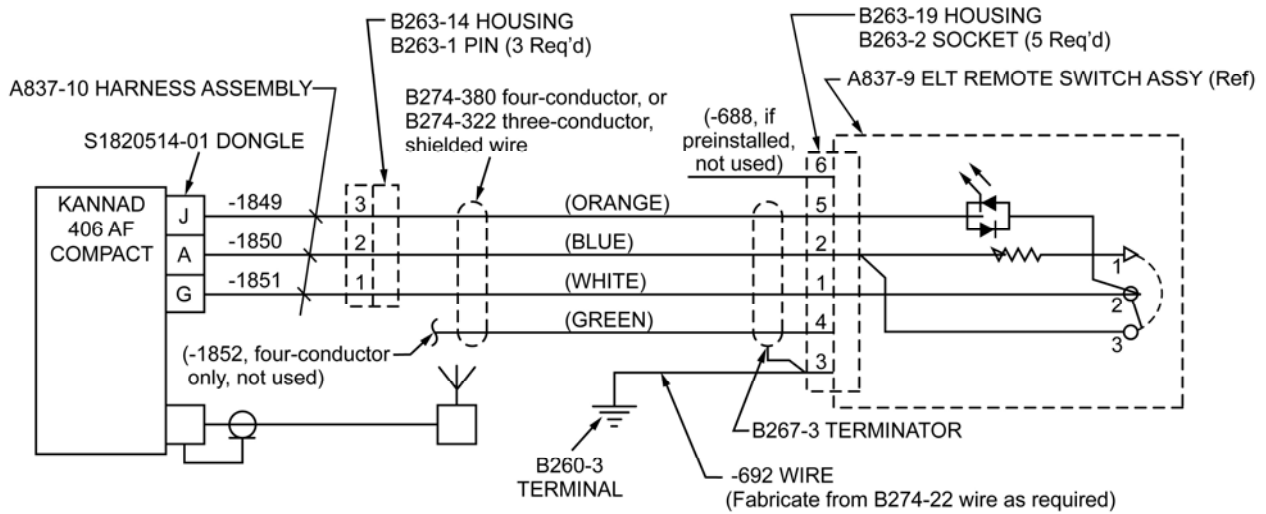 B263-14 HOUSING
B263-1 PIN (3 Req'd)
B263-19 HOUSING
B263-2 SOCKET (5 Req'd)
A837-10 HARNESS ASSEMBLY
A837-9 ELT REMOTE SWITCH ASSY (Ref)
B274-380 four-conductor, or
B274-322 three-conductor,
shielded wire
(-688, if
preinstalled,
not used)
S1820514-01 DONGLE
KANNAD
406 AF
COMPACT
J
-1849
3
(ORANGE)
A
-1850
2
(BLUE)
G
-1851
1
(WHITE)
(GREEN)
6
5
2
1
4
3
1
2
3
(-1852, four-conductor
only, not used)
B267-3 TERMINATOR
B260-3
TERMINAL
-692 WIRE
(Fabricate from B274-22 wire as required)